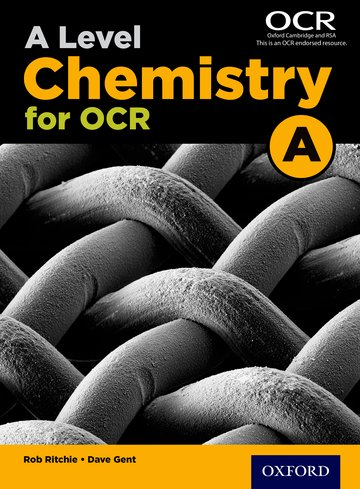 OCR
Oxford Cambridge and RSA
This is an OCR endorsed resource.
A Level
Chemistry
for OCR
A
Rob Ritchie • Dave Gent
OXFORD